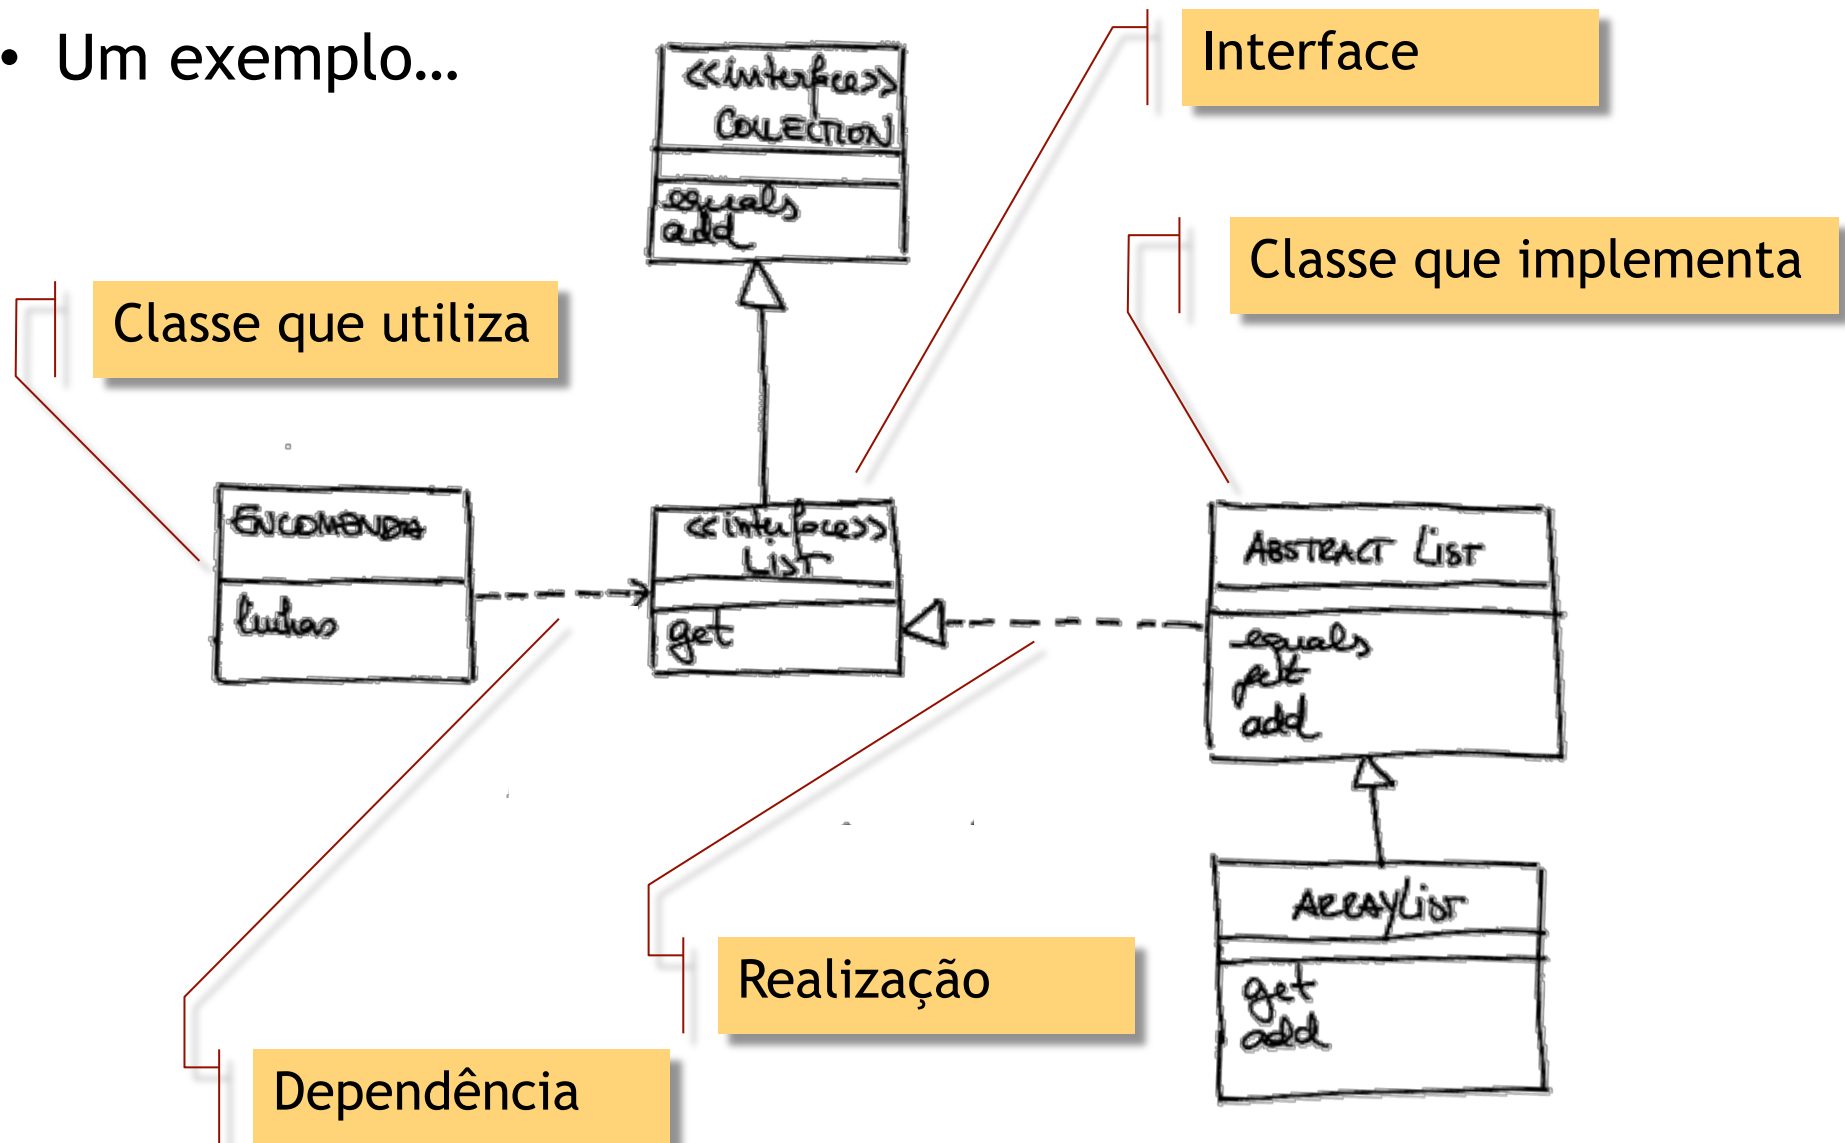 • Um exemplo…
Interface
<<interface>>
COLLECTION
equals
add
Classe que implementa
Classe que utiliza
ENCOMENDA
linhas
<<interface>>
LIST
get
ABSTRACT LIST
equals
get
add
ARRAYLIST
get
add
Realização
Dependência